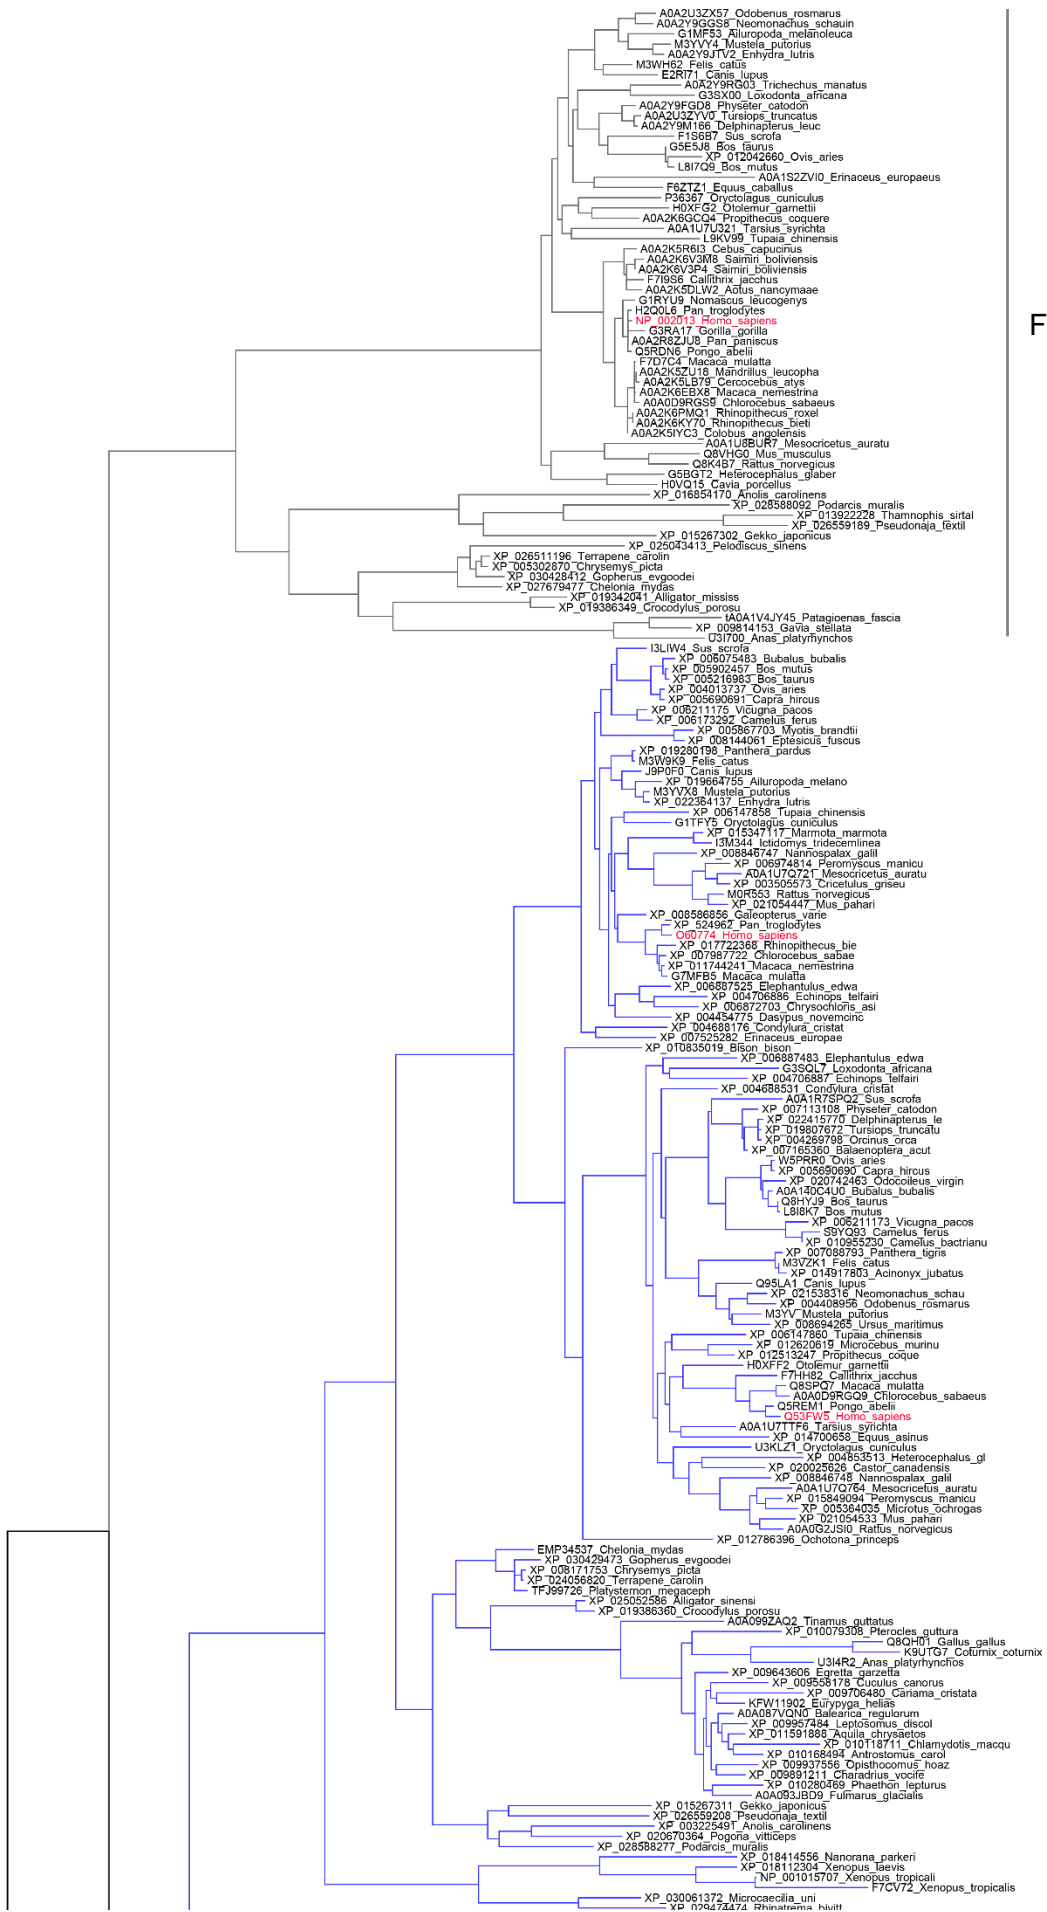 A0A2U3ZX57_Odobenus_rosmarus
A0A2Y9GGS8_Neomonachus_schauin
G1MF53_Ailuropoda_melanoleuca
M3YVY4_Mustela_putorius
A0A2Y9JTV2_Enhydra_lutris
M3WH62_Felis_catus
E2RI71_Canis_lupus
A0A2Y9RG03_Trichechus_manatus
G3SX00_Loxodonta_africana
A0A2Y9FGD8_Physeter_catodon
A0A2U3ZYV0_Tursiops_truncatus
A0A2Y9M166_Delphinapterus_leuc
F1S6B7_Sus_scrofa
G5E5J8_Bos_taurus
XP_012042660_Ovis_aries
L8I7Q9_Bos_mutus
A0A1S2ZVI0_Erinaceus_europaeus
F6ZTZ1_Equus_caballus
P36367_Oryctolagus_cuniculus
H0XFG2_Otolemur_garnettii
A0A2K6GCQ4_Propithecus_coquere
A0A1U7U321_Tarsius_syrichta
L9KV99_Tupaia_chinensis
A0A2K5R6I3_Cebus_capucinus
A0A2K6V3M8_Saimiri_boliviensis
A0A2K6V3P4_Saimiri_boliviensis
F7I9S6_Callithrix_jacchus
A0A2K5DLW2_Aotus_nancymaae
G1RYU9_Nomascus_leucogenys
H2Q0L6_Pan_troglodytes
NP_002013_Homo_sapiens
F
G3RA17_Gorilla_gorilla
A0A2R8ZJU8_Pan_paniscus
Q5RDN6_Pongo_abelii
F7D7C4_Macaca_mulatta
A0A2K5ZU18_Mandrillus_leucopha
A0A2K5LB79_Cercocebus_atys
A0A2K6EBX8_Macaca_nemestrina
A0A0D9RGS9_Chlorocebus_sabaeus
A0A2K6PMQ1_Rhinopithecus_roxel
A0A2K6KY70_Rhinopithecus_bieti
A0A2K5IYC3_Colobus_angolensis
A0A1U8BUR7_Mesocricetus_auratu
Q8VHG0_Mus_musculus
Q8K4B7_Rattus_norvegicus
G5BGT2_Heterocephalus_glaber
H0VQ15_Cavia_porcellus
XP_016854170_Anolis_carolinens
XP_028588092_Podarcis_muralis
XP_013922228_Thamnophis_sirtal
XP_026559189_Pseudonaja_textil
XP_015267302_Gekko_japonicus
XP_025043413_Pelodiscus_sinens
XP_026511196_Terrapene_carolin
XP_005302870_Chrysemys_picta
XP_030428412_Gopherus_evgoodei
XP_027679477_Chelonia_mydas
XP_019342041_Alligator_mississ
XP_019386349_Crocodylus_porosu
tA0A1V4JY45_Patagioenas_fascia
XP_009814153_Gavia_stellata
U3I700_Anas_platyrhynchos
I3LIW4_Sus_scrofa
XP_006075483_Bubalus_bubalis
XP_005902457_Bos_mutus
XP_005216983_Bos_taurus
XP_004013737_Ovis_aries
XP_005690691_Capra_hircus
XP_006211175_Vicugna_pacos
XP_006173292_Camelus_ferus
XP_005867703_Myotis_brandtii
XP_008144061_Eptesicus_fuscus
XP_019280198_Panthera_pardus
M3W9K9_Felis_catus
J9P0F0_Canis_lupus
XP_019664755_Ailuropoda_melano
M3YVX8_Mustela_putorius
XP_022364137_Enhydra_lutris
XP_006147858_Tupaia_chinensis
G1TFY5_Oryctolagus_cuniculus
XP_015347117_Marmota_marmota
I3M344_Ictidomys_tridecemlinea
XP_008846747_Nannospalax_galil
XP_006974814_Peromyscus_manicu
A0A1U7Q721_Mesocricetus_auratu
XP_003505573_Cricetulus_griseu
M0R553_Rattus_norvegicus
XP_021054447_Mus_pahari
XP_008586856_Galeopterus_varie
XP_524962_Pan_troglodytes
O60774_Homo_sapiens
XP_017722368_Rhinopithecus_bie
XP_007987722_Chlorocebus_sabae
XP_011744241_Macaca_nemestrina
G7MFB5_Macaca_mulatta
XP_006887525_Elephantulus_edwa
XP_004706886_Echinops_telfairi
XP_006872703_Chrysochloris_asi
XP_004454775_Dasypus_novemcinc
XP_004688176_Condylura_cristat
XP_007525282_Erinaceus_europae
XP_010835019_Bison_bison
XP_006887483_Elephantulus_edwa
G3SQL7_Loxodonta_africana
XP_004706887_Echinops_telfairi
XP_004688531_Condylura_cristat
A0A1R7SPQ2_Sus_scrofa
XP_007113108_Physeter_catodon
XP_022415770_Delphinapterus_le
XP_019807672_Tursiops_truncatu
XP_004269798_Orcinus_orca
XP_007165360_Balaenoptera_acut
W5PRR0_Ovis_aries
XP_005690690_Capra_hircus
XP_020742463_Odocoileus_virgin
A0A140C4U0_Bubalus_bubalis
Q8HYJ9_Bos_taurus
L8I8K7_Bos_mutus
XP_006211173_Vicugna_pacos
S9YQ93_Camelus_ferus
XP_010955230_Camelus_bactrianu
XP_007088793_Panthera_tigris
M3VZK1_Felis_catus
XP_014917803_Acinonyx_jubatus
Q95LA1_Canis_lupus
XP_021538316_Neomonachus_schau
XP_004408956_Odobenus_rosmarus
M3YV_Mustela_putorius
XP_008694265_Ursus_maritimus
XP_006147860_Tupaia_chinensis
XP_012620619_Microcebus_murinu
XP_012513247_Propithecus_coque
H0XFF2_Otolemur_garnettii
F7HH82_Callithrix_jacchus
Q8SPQ7_Macaca_mulatta
A0A0D9RGQ9_Chlorocebus_sabaeus
Q5REM1_Pongo_abelii
Q53FW5_Homo_sapiens
A0A1U7TTF6_Tarsius_syrichta
XP_014700658_Equus_asinus
U3KLZ1_Oryctolagus_cuniculus
XP_004853513_Heterocephalus_gl
XP_020025626_Castor_canadensis
XP_008846748_Nannospalax_galil
A0A1U7Q764_Mesocricetus_auratu
XP_015849094_Peromyscus_manicu
XP_005364035_Microtus_ochrogas
XP_021054533_Mus_pahari
A0A0G2JSI0_Rattus_norvegicus
XP_012786396_Ochotona_princeps
EMP34537_Chelonia_mydas
XP_030429473_Gopherus_evgoodei
XP_008171753_Chrysemys_picta
XP_024056820_Terrapene_carolin
TFJ99726_Platysternon_megaceph
XP_025052586_Alligator_sinensi
XP_019386360_Crocodylus_porosu
A0A099ZAQ2_Tinamus_guttatus
XP_010079308_Pterocles_guttura
Q8QH01_Gallus_gallus
K9UTG7_Coturnix_coturnix
U3I4R2_Anas_platyrhynchos
XP_009643606_Egretta_garzetta
XP_009558178_Cuculus_canorus
XP_009706480_Cariama_cristata
KFW11902_Eurypyga_helias
A0A087VQN0_Balearica_regulorum
XP_009957484_Leptosomus_discol
XP_011591888_Aquila_chrysaetos
XP_010118711_Chlamydotis_macqu
XP_010168494_Antrostomus_carol
XP_009937556_Opisthocomus_hoaz
XP_009891211_Charadrius_vocife
XP_010280469_Phaethon_lepturus
A0A093JBD9_Fulmarus_glacialis
XP_015267311_Gekko_japonicus
XP_026559208_Pseudonaja_textil
XP_003225491_Anolis_carolinens
XP_020670364_Pogona_vitticeps
XP_028588277_Podarcis_muralis
XP_018414556_Nanorana_parkeri
XP_018112304_Xenopus_laevis
NP_001015707_Xenopus_tropicali
F7CV72_Xenopus_tropicalis
XP_030061372_Microcaecilia_uni
XP_029474474_Rhinatrema_bivitt